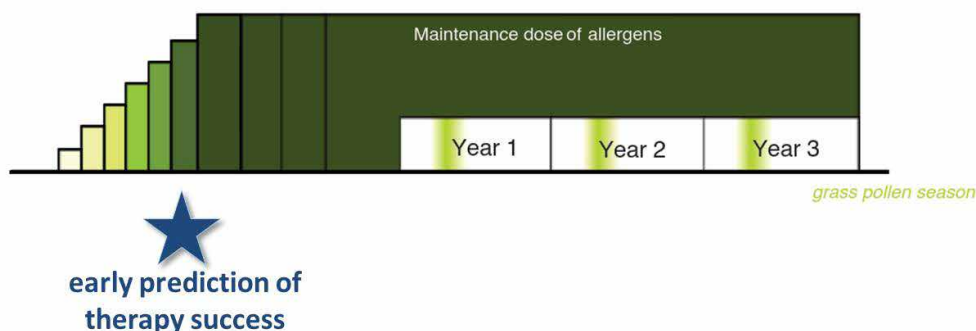 Maintenance dose of allergens
Year 1
Year 2
Year 3
grass pollen season
early prediction of
therapy success